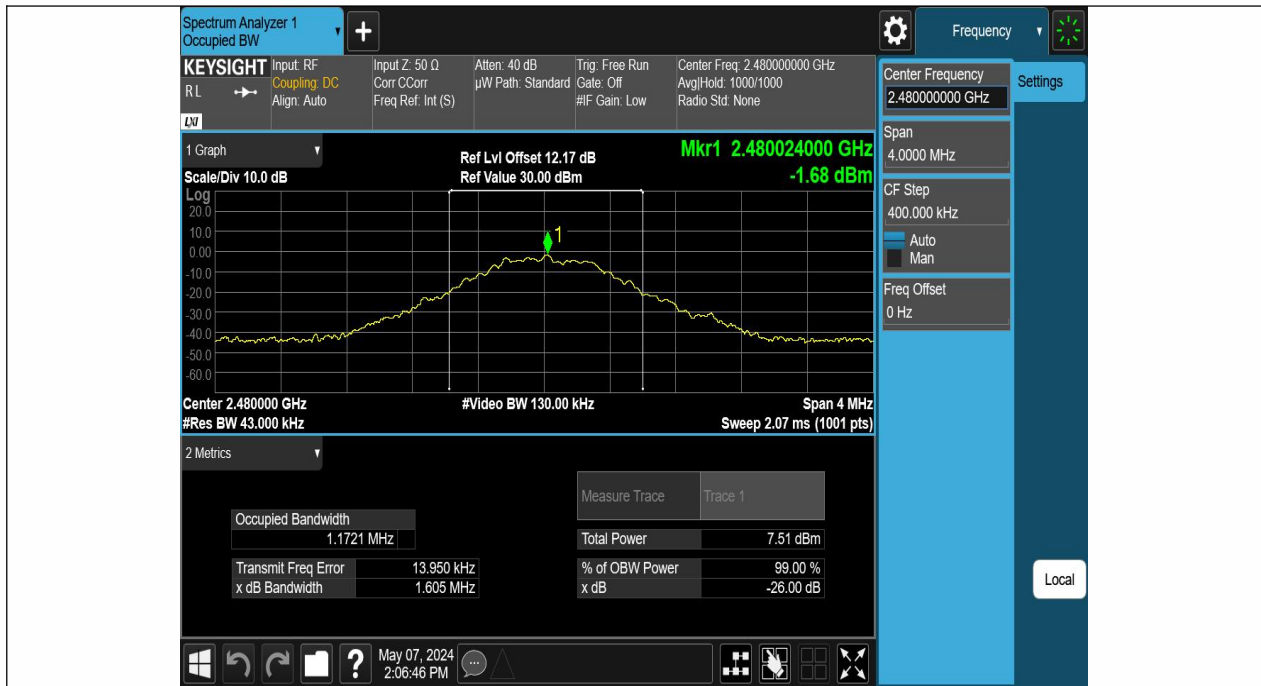 Spectrum Analyzer 1
Occupied BW
+
Frequency
KEYSIGHT
RL
LXI
Input: RF
Coupling: DC
Align: Auto
Input Z: 50 Ω
Corr CCorr
Freq Ref: Int (S)
Atten: 40 dB
µW Path: Standard
Trig: Free Run
Gate: Off
#IF Gain: Low
Center Freq: 2.480000000 GHz
Avg|Hold: 1000/1000
Radio Std: None
Center Frequency
2.480000000 GHz
Settings
Span
4.0000 MHz
CF Step
400.000 kHz
Auto
Man
Freq Offset
0 Hz
Local
1 Graph
Scale/Div 10.0 dB
Ref Lvl Offset 12.17 dB
Ref Value 30.00 dBm
Mkr1 2.480024000 GHz
-1.68 dBm
Log
20.0
10.0
0.00
-10.0
-20.0
-30.0
-40.0
-50.0
-60.0
1
Center 2.480000 GHz
#Video BW 130.00 kHz
Span 4 MHz
#Res BW 43.000 kHz
Sweep 2.07 ms (1001 pts)
2 Metrics
Measure Trace
Trace 1
Occupied Bandwidth
1.1721 MHz
Total Power
7.51 dBm
Transmit Freq Error
13.950 kHz
% of OBW Power
99.00 %
x dB Bandwidth
1.605 MHz
x dB
-26.00 dB
?
May 07, 2024
2:06:46 PM